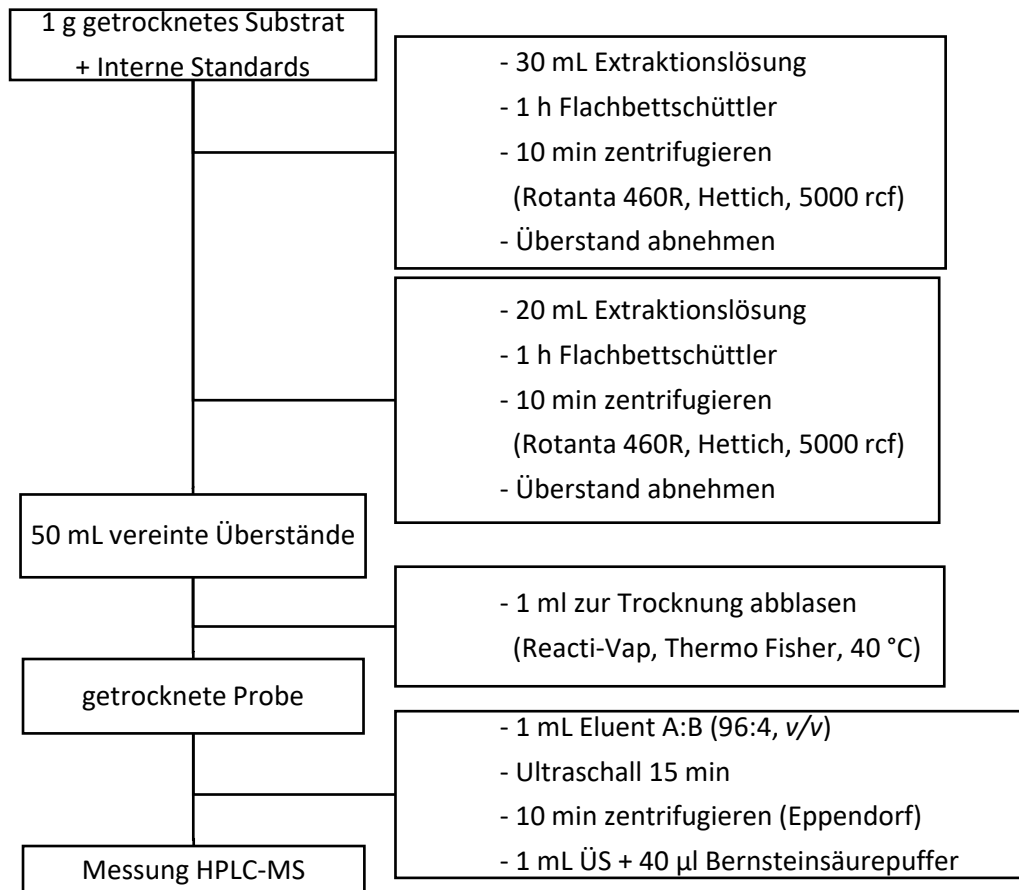 1 g getrocknetes Substrat
+ Interne Standards
- 30 mL Extraktionslösung
- 1 h Flachbettschüttler
- 10 min zentrifugieren
(Rotanta 460R, Hettich, 5000 rcf)
- Überstand abnehmen
- 20 mL Extraktionslösung
- 1 h Flachbettschüttler
- 10 min zentrifugieren
(Rotanta 460R, Hettich, 5000 rcf)
- Überstand abnehmen
50 mL vereinte Überstände
- 1 ml zur Trocknung abblasen
(Reacti-Vap, Thermo Fisher, 40 °C)
getrocknete Probe
- 1 mL Eluent A:B (96:4, v/v)
- Ultraschall 15 min
- 10 min zentrifugieren (Eppendorf)
- 1 mL ÜS + 40 µl Bernsteinsäurepuffer
Messung HPLC-MS